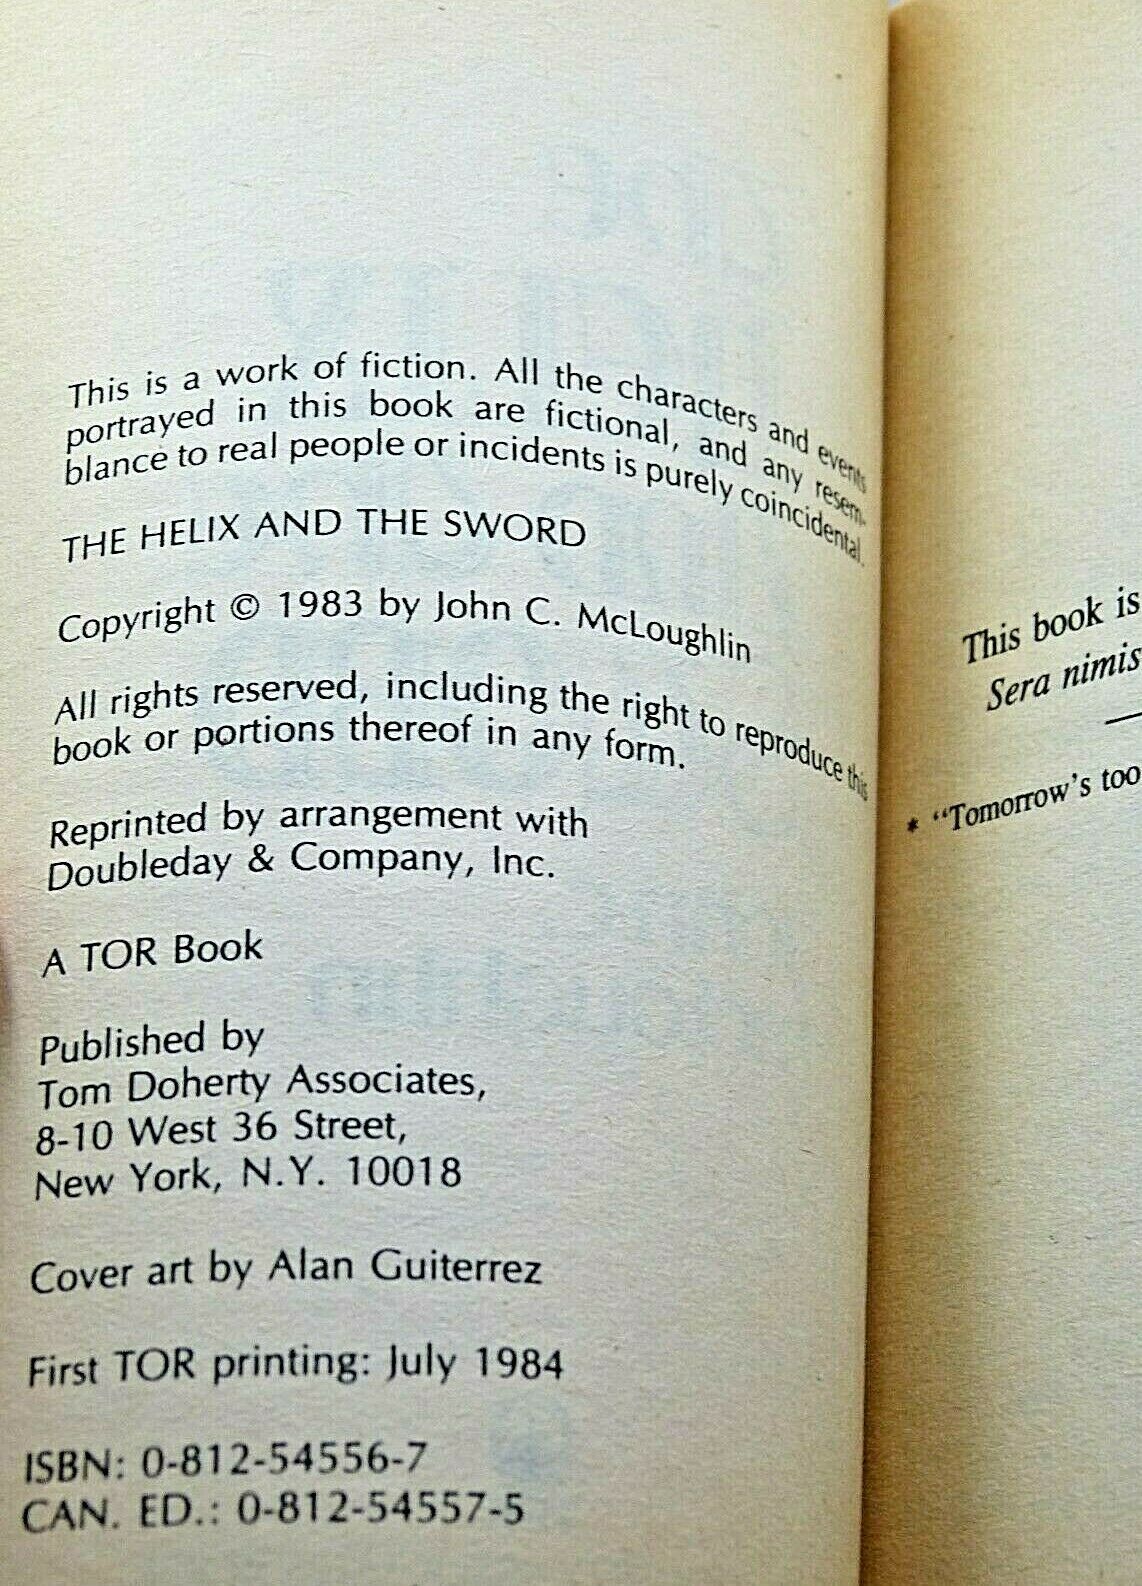 This is a work of fiction. All the characters and events
portrayed in this book are fictional, and any resem-
blance to real people or incidents is purely coincidental.
THE HELIX AND THE SWORD
Copyright © 1983 by John C. McLoughlin
All rights reserved, including the right to reproduce this
book or portions thereof in any form.
Reprinted by arrangement with
Doubleday & Company, Inc.
A TOR Book
Published by
Tom Doherty Associates,
8-10 West 36 Street,
New York, N.Y. 10018
Cover art by Alan Guiterrez
First TOR printing: July 1984
ISBN: 0-812-54556-7
CAN. ED.: 0-812-54557-5
This book is
Sera nimis
—
* "Tomorrow's too